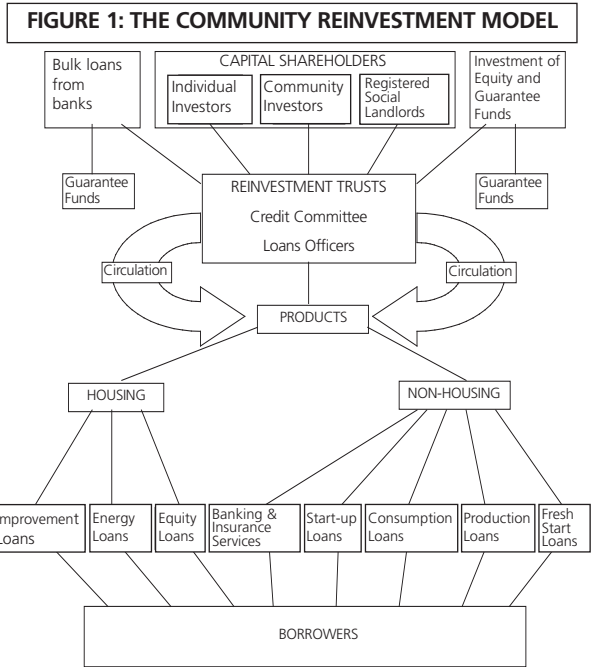 FIGURE 1: THE COMMUNITY REINVESTMENT MODEL
Bulk loans
from
banks
CAPITAL SHAREHOLDERS
Individual
Investors
Community
Investors
Registered
Social
Landlords
Investment of
Equity and
Guarantee
Funds
Guarantee
Funds
REINVESTMENT TRUSTS
Credit Committee
Loans Officers
Guarantee
Funds
Circulation
Circulation
PRODUCTS
HOUSING
NON-HOUSING
mprovement
Loans
Energy
Loans
Equity
Loans
Banking &
Insurance
Services
Start-up
Loans
Consumption
Loans
Production
Loans
Fresh
Start
Loans
BORROWERS